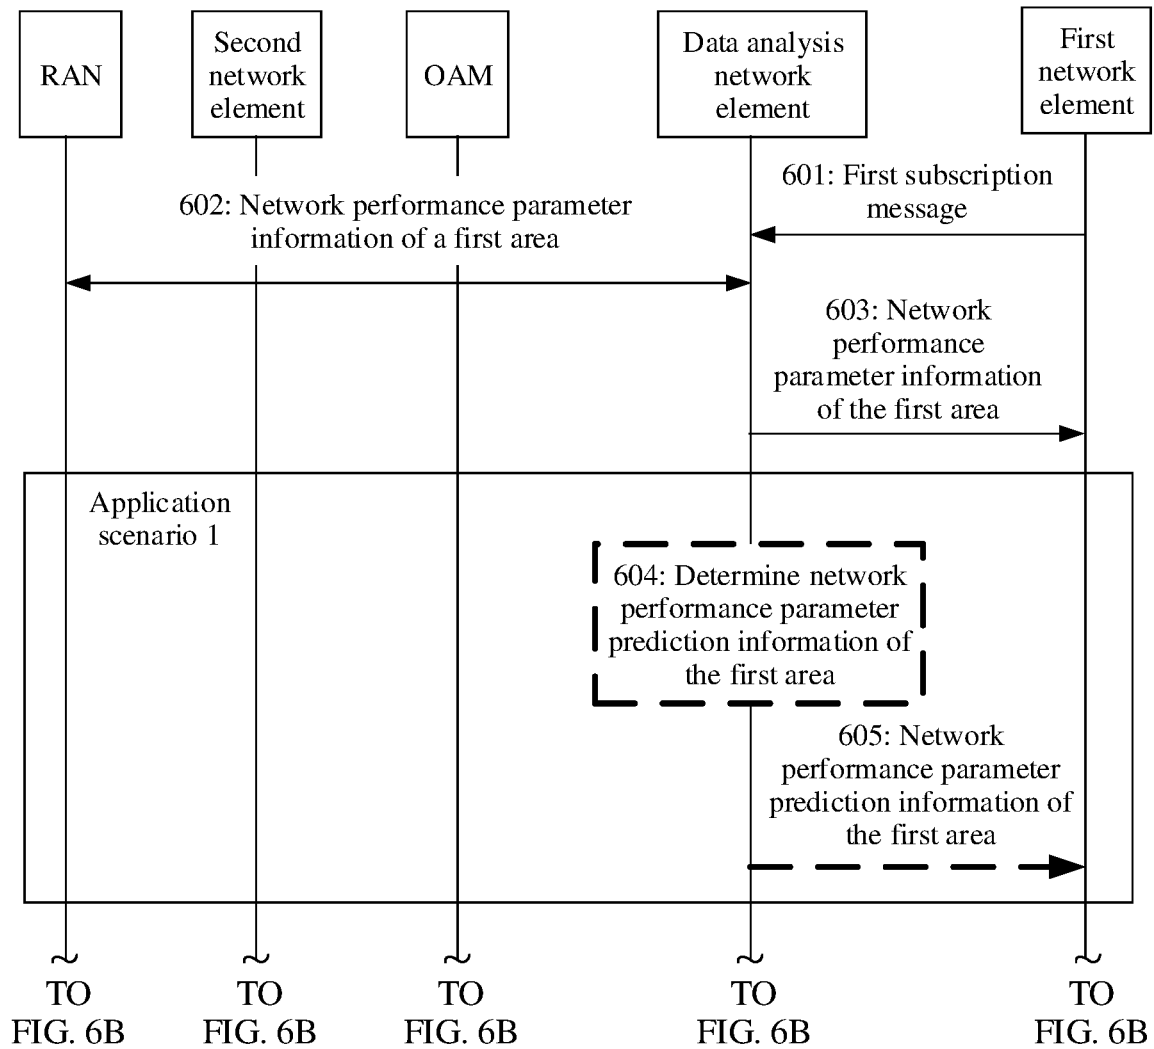 RAN
Second
network
element
OAM
Data analysis
network
element
First
network
element
601: First subscription
message
602: Network performance parameter
information of a first area
603: Network
performance
parameter information
of the first area
Application
scenario 1
604: Determine network
performance parameter
prediction information of
the first area
605: Network
performance parameter
prediction information of
the first area
~ ~ ~ ~ ~
TO TO TO TO TO
FIG. 6B FIG. 6B FIG. 6B FIG. 6B FIG. 6B